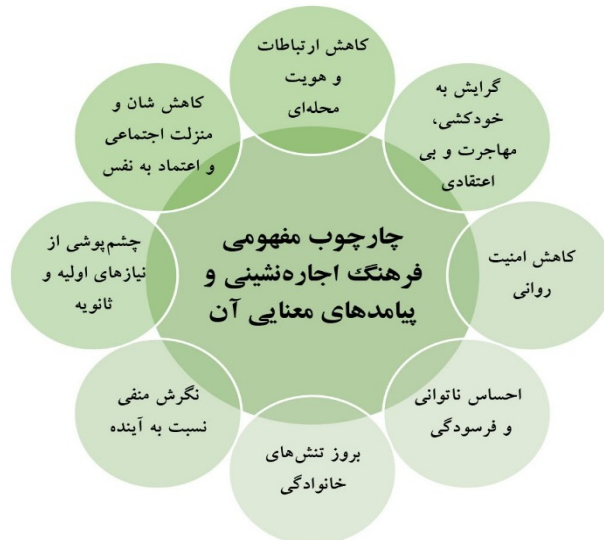 کاهش ارتباطات
و هویت
محله‌ای
گرایش به
خودکشی،
مهاجرت و بی
اعتقادی
کاهش امنیت
روانی
احساس ناتوانی
و فرسودگی
بروز تنش‌های
خانوادگی
نگرش منفی
نسبت به آینده
چشم‌پوشی از
نیازهای اولیه و
ثانویه
کاهش شان و
منزلت اجتماعی
و اعتماد به نفس
چارچوب مفهومی
فرهنگ اجاره‌نشینی و
پیامدهای معنایی آن